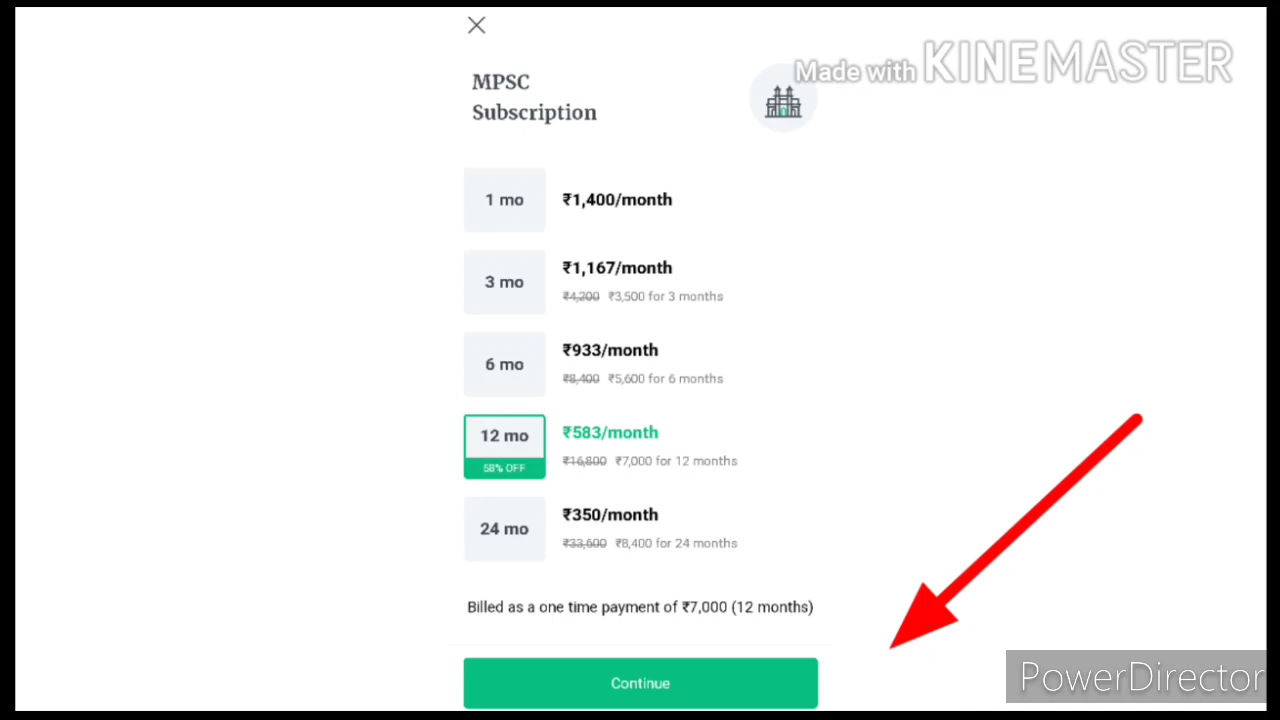 Made with KINEMASTER
MPSC
Subscription
1 mo
₹1,400/month
3 mo
₹1,167/month
₹4,200 ₹3,500 for 3 months
6 mo
₹933/month
₹8,400 ₹5,600 for 6 months
12 mo
58% OFF
₹583/month
₹16,800 ₹7,000 for 12 months
24 mo
₹350/month
₹33,600 ₹8,400 for 24 months
Billed as a one time payment of ₹7,000 (12 months)
Continue
PowerDirector